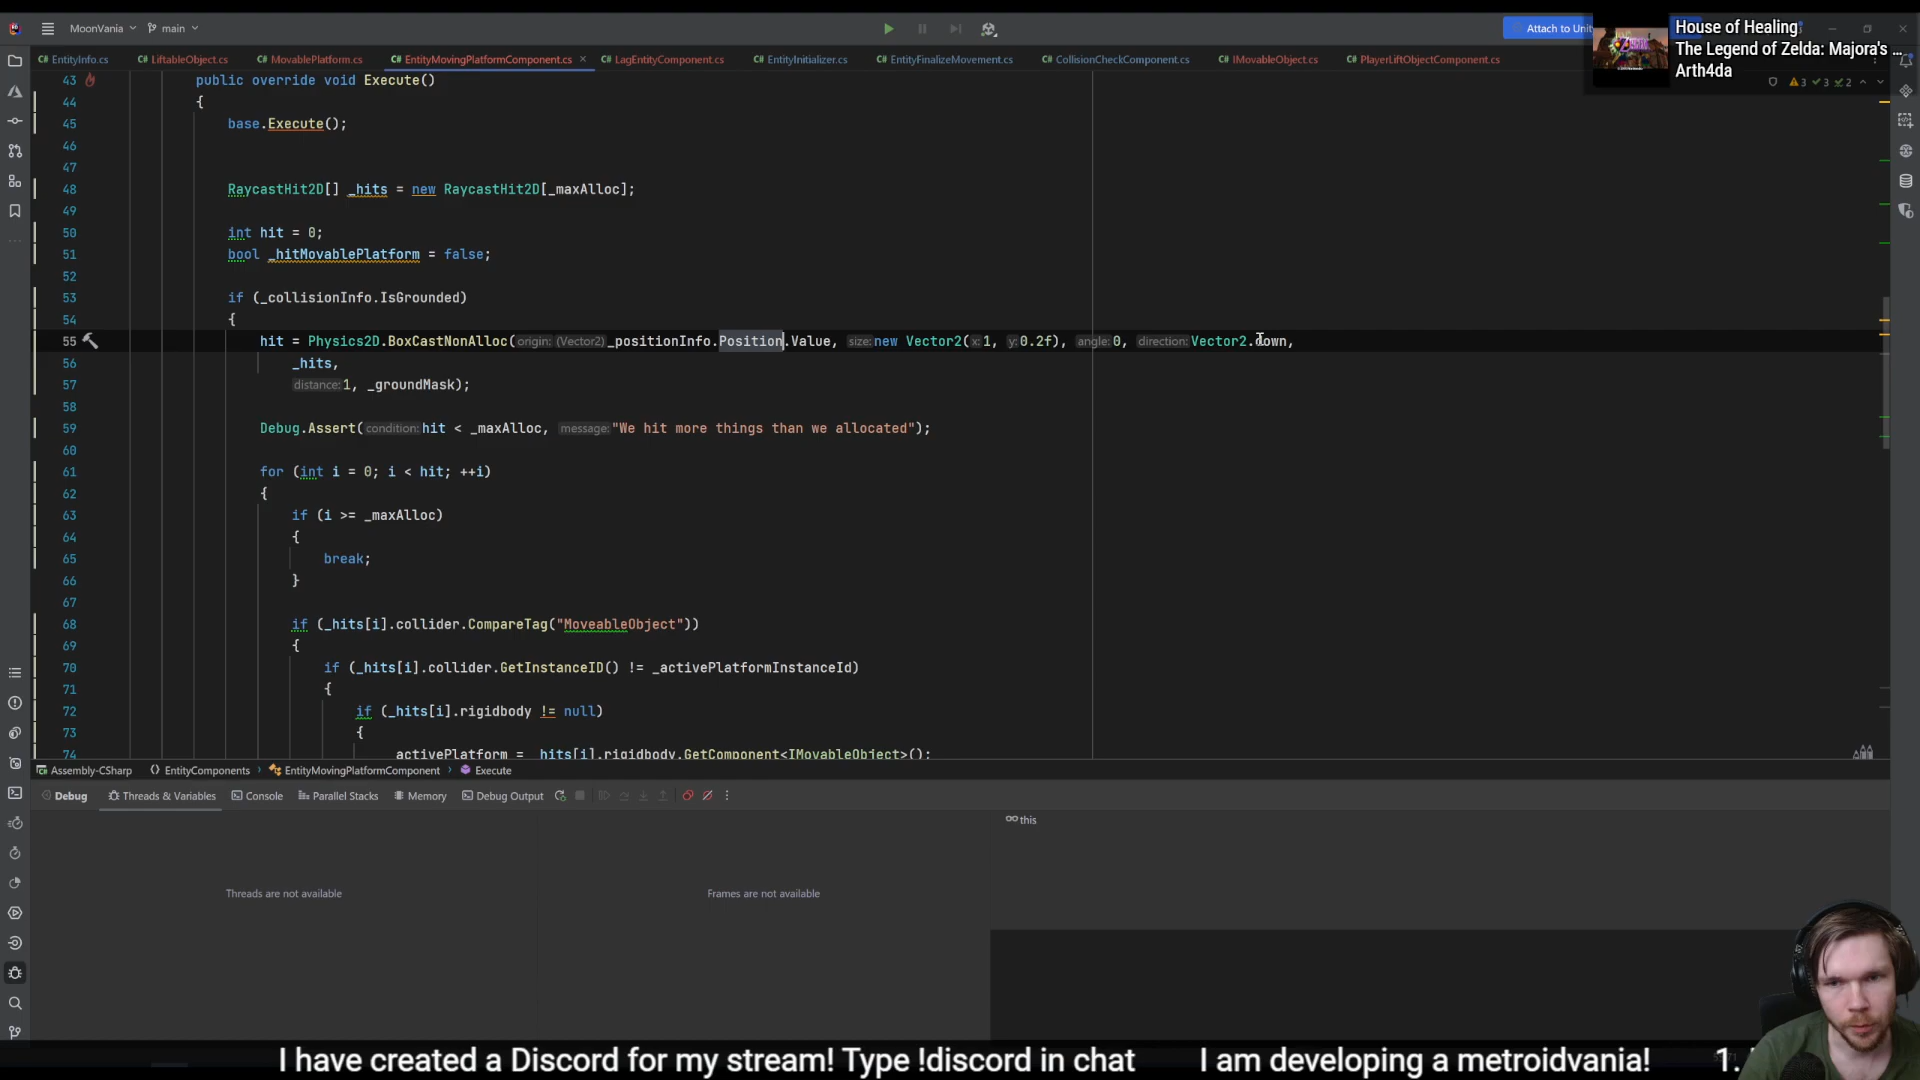 MoonVania
main
Attach to Unit
House of Healing
The Legend of Zelda: Majora's ...
Arth4da
EntityInfo.cs
LiftableObject.cs
MovablePlatform.cs
EntityMovingPlatformComponent.cs
LagEntityComponent.cs
EntityInitializer.cs
EntityFinalizeMovement.cs
CollisionCheckComponent.cs
IMovableObject.cs
PlayerLiftObjectComponent.cs
3 3 2
43 public override void Execute()
44 {
45 base.Execute();
46
47
48 RaycastHit2D[] _hits = new RaycastHit2D[_maxAlloc];
49
50 int hit = 0;
51 bool _hitMovablePlatform = false;
52
53 if (_collisionInfo.IsGrounded)
54 {
55 hit = Physics2D.BoxCastNonAlloc(origin: (Vector2)_positionInfo.Position.Value, size: new Vector2(x: 1, y: 0.2f), angle: 0, direction: Vector2.down,
56 _hits,
57 distance: 1, _groundMask);
58
59 Debug.Assert(condition: hit < _maxAlloc, message: "We hit more things than we allocated");
60
61 for (int i = 0; i < hit; ++i)
62 {
63 if (i >= _maxAlloc)
64 {
65 break;
66 }
67
68 if (_hits[i].collider.CompareTag("MoveableObject"))
69 {
70 if (_hits[i].collider.GetInstanceID() != _activePlatformInstanceId)
71 {
72 if (_hits[i].rigidbody != null)
73 {
74 _activePlatform = _hits[i].rigidbody.GetComponent<IMovableObject>();
Assembly-CSharp
EntityComponents
EntityMovingPlatformComponent
Execute
Debug
Threads & Variables
Console
Parallel Stacks
Memory
Debug Output
this
Threads are not available
Frames are not available
I have created a Discord for my stream! Type !discord in chat
I am developing a metroidvania!
1.